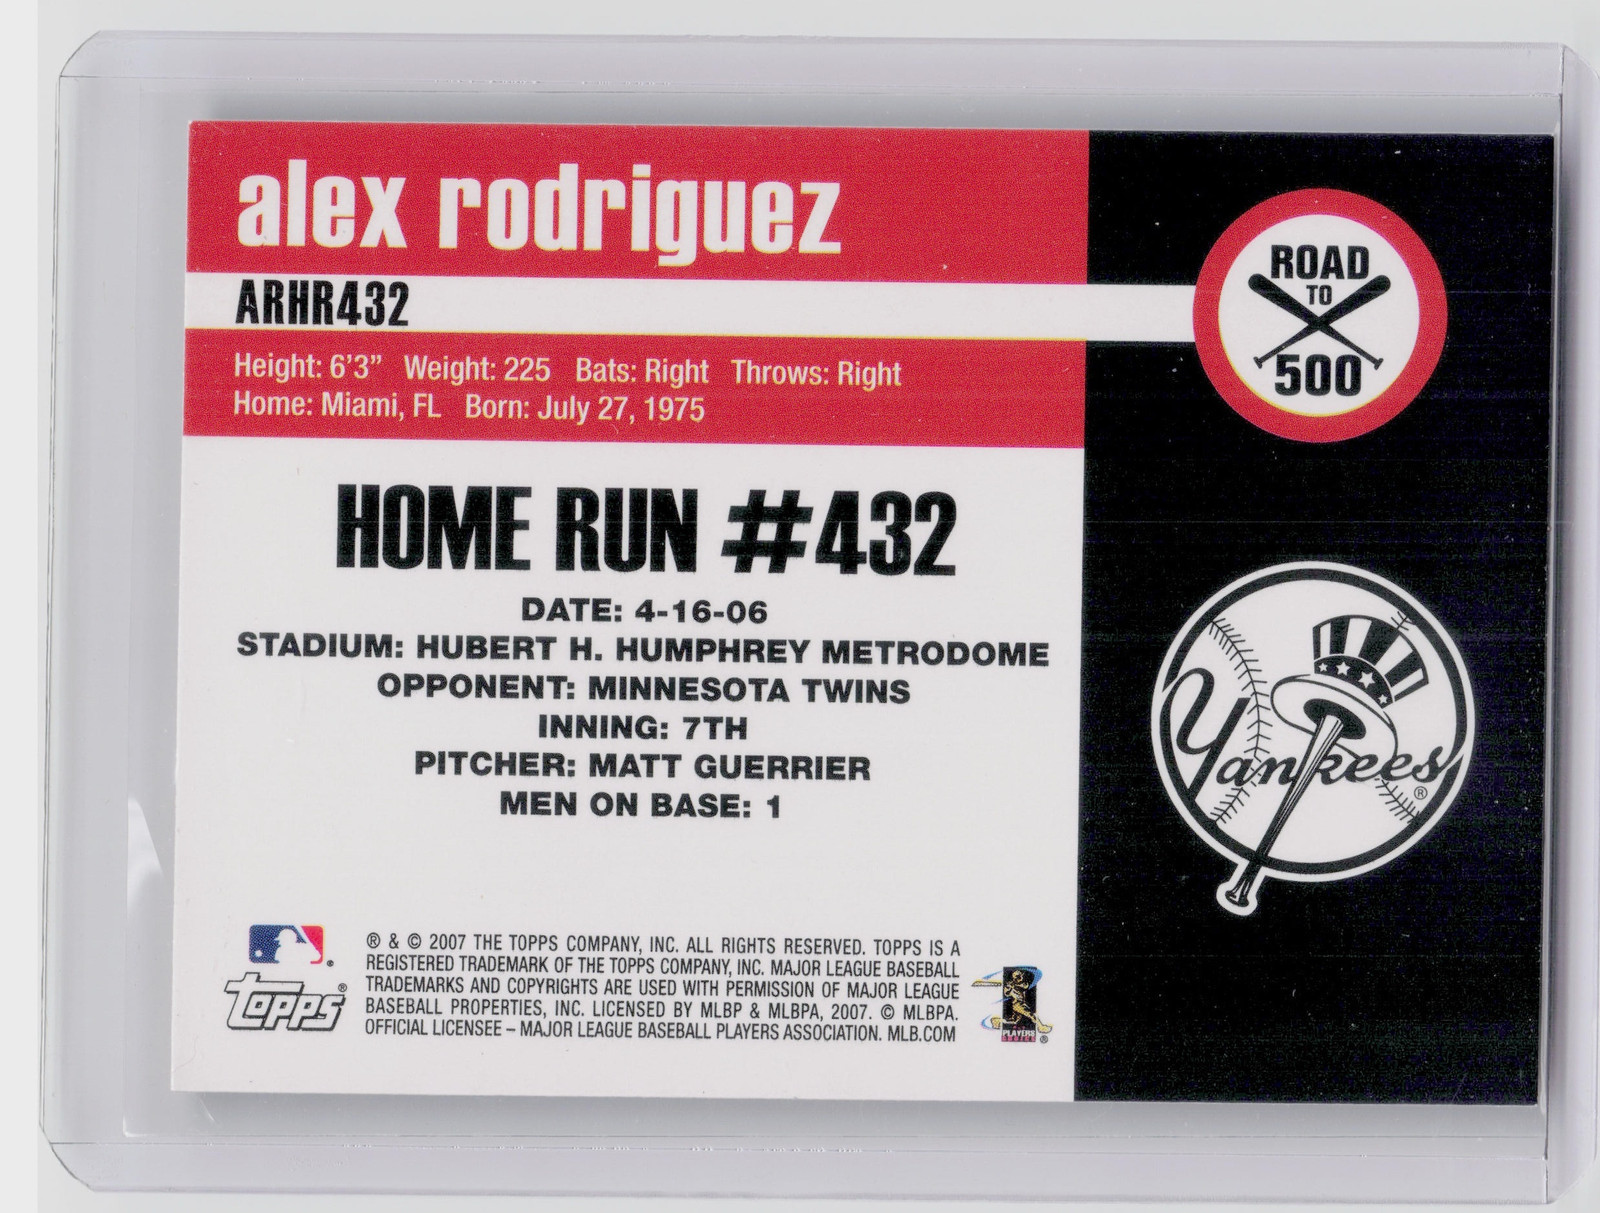 alex rodriguez
ARHR432
Height: 6'3" Weight: 225 Bats: Right Throws: Right
Home: Miami, FL Born: July 27, 1975
ROAD
TO
500
HOME RUN #432
DATE: 4-16-06
STADIUM: HUBERT H. HUMPHREY METRODOME
OPPONENT: MINNESOTA TWINS
INNING: 7TH
PITCHER: MATT GUERRIER
MEN ON BASE: 1
Yankees®
® & © 2007 THE TOPPS COMPANY, INC. ALL RIGHTS RESERVED. TOPPS IS A
REGISTERED TRADEMARK OF THE TOPPS COMPANY, INC. MAJOR LEAGUE BASEBALL
TRADEMARKS AND COPYRIGHTS ARE USED WITH PERMISSION OF MAJOR LEAGUE
BASEBALL PROPERTIES, INC. LICENSED BY MLBP & MLBPA, 2007. © MLBPA.
OFFICIAL LICENSEE – MAJOR LEAGUE BASEBALL PLAYERS ASSOCIATION. MLB.COM
Topps®
PLAYERS
CHOICE®